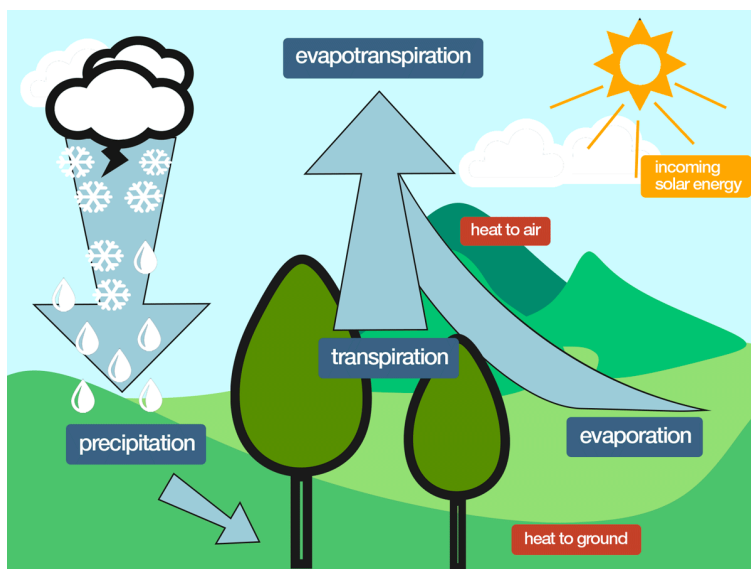 evapotranspiration
incoming
solar energy
heat to air
transpiration
evaporation
precipitation
heat to ground